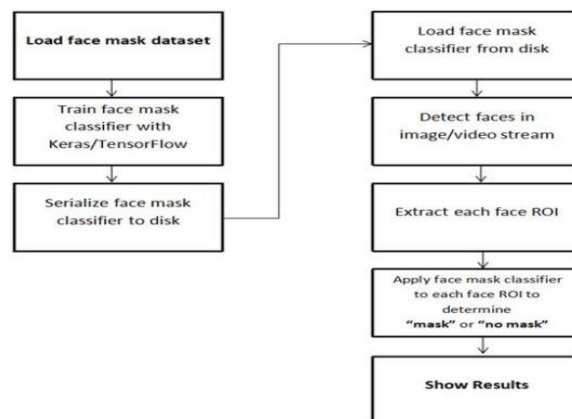 Load face mask dataset
Train face mask
classifier with
Keras/TensorFlow
Serialize face mask
classifier to disk
Load face mask
classifier from disk
Detect faces in
image/video stream
Extract each face ROI
Apply face mask classifier
to each face ROI to
determine
"mask" or "no mask"
Show Results